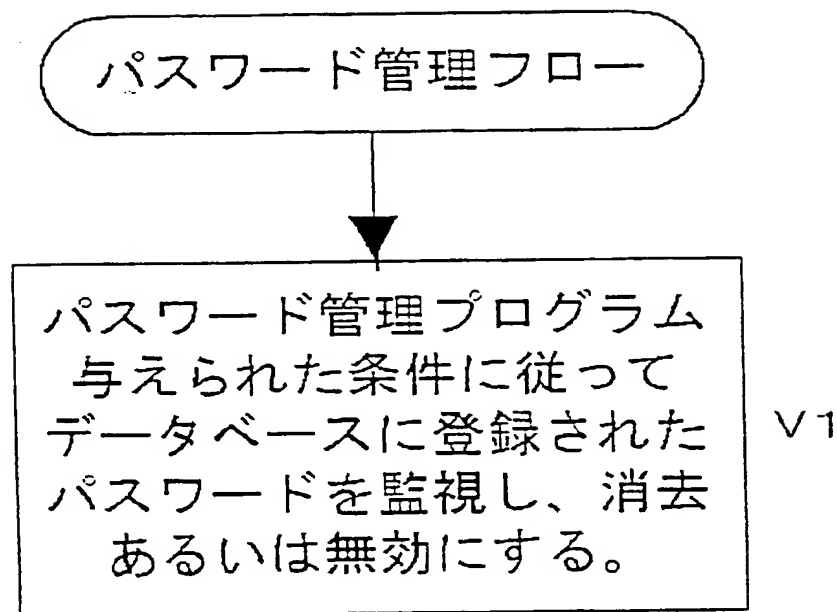 パスワード管理フロー
パスワード管理プログラム
与えられた条件に従って
データベースに登録された
パスワードを監視し、消去
あるいは無効にする。
V1